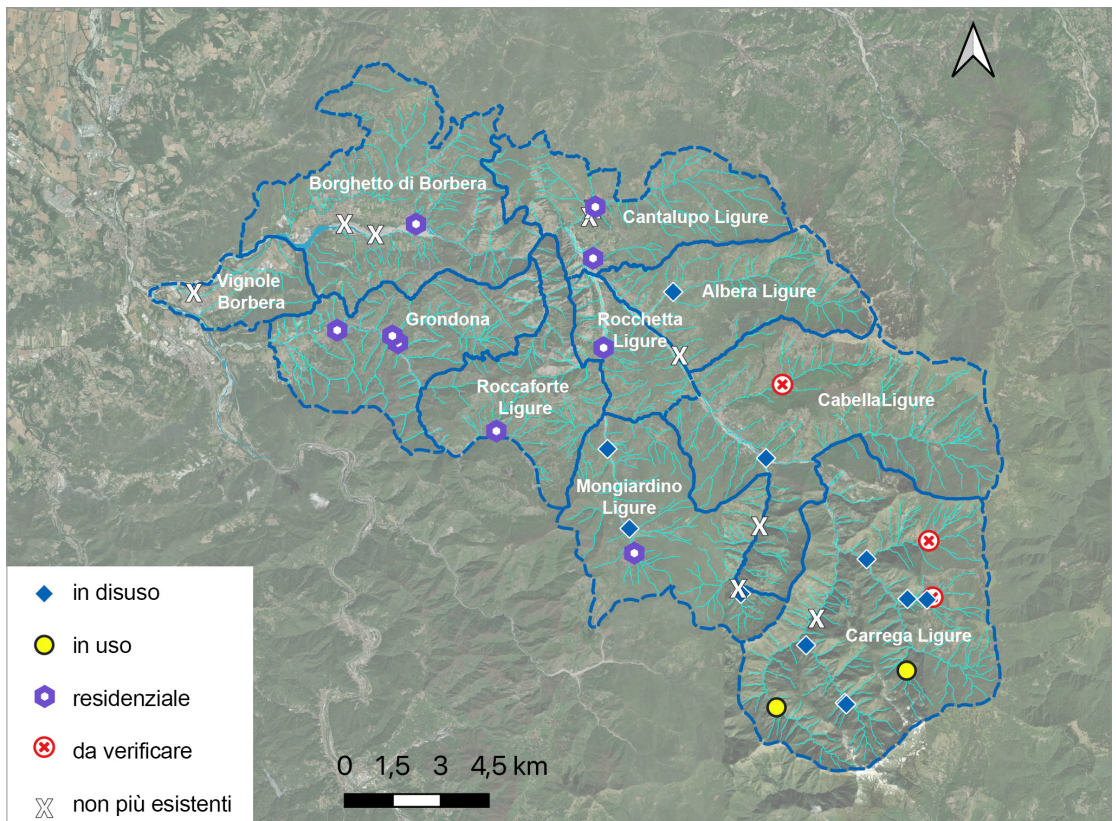 Borghetto di Borbera
Cantalupo Ligure
Vignole
Borbera
Albera Ligure
Grondona
Rocchetta
Ligure
Roccaforte
Ligure
CabellaLigure
Mongiardino
Ligure
Carrega Ligure
in disuso
in uso
residenziale
da verificare
X non più esistenti
0 1,5 3 4,5 km